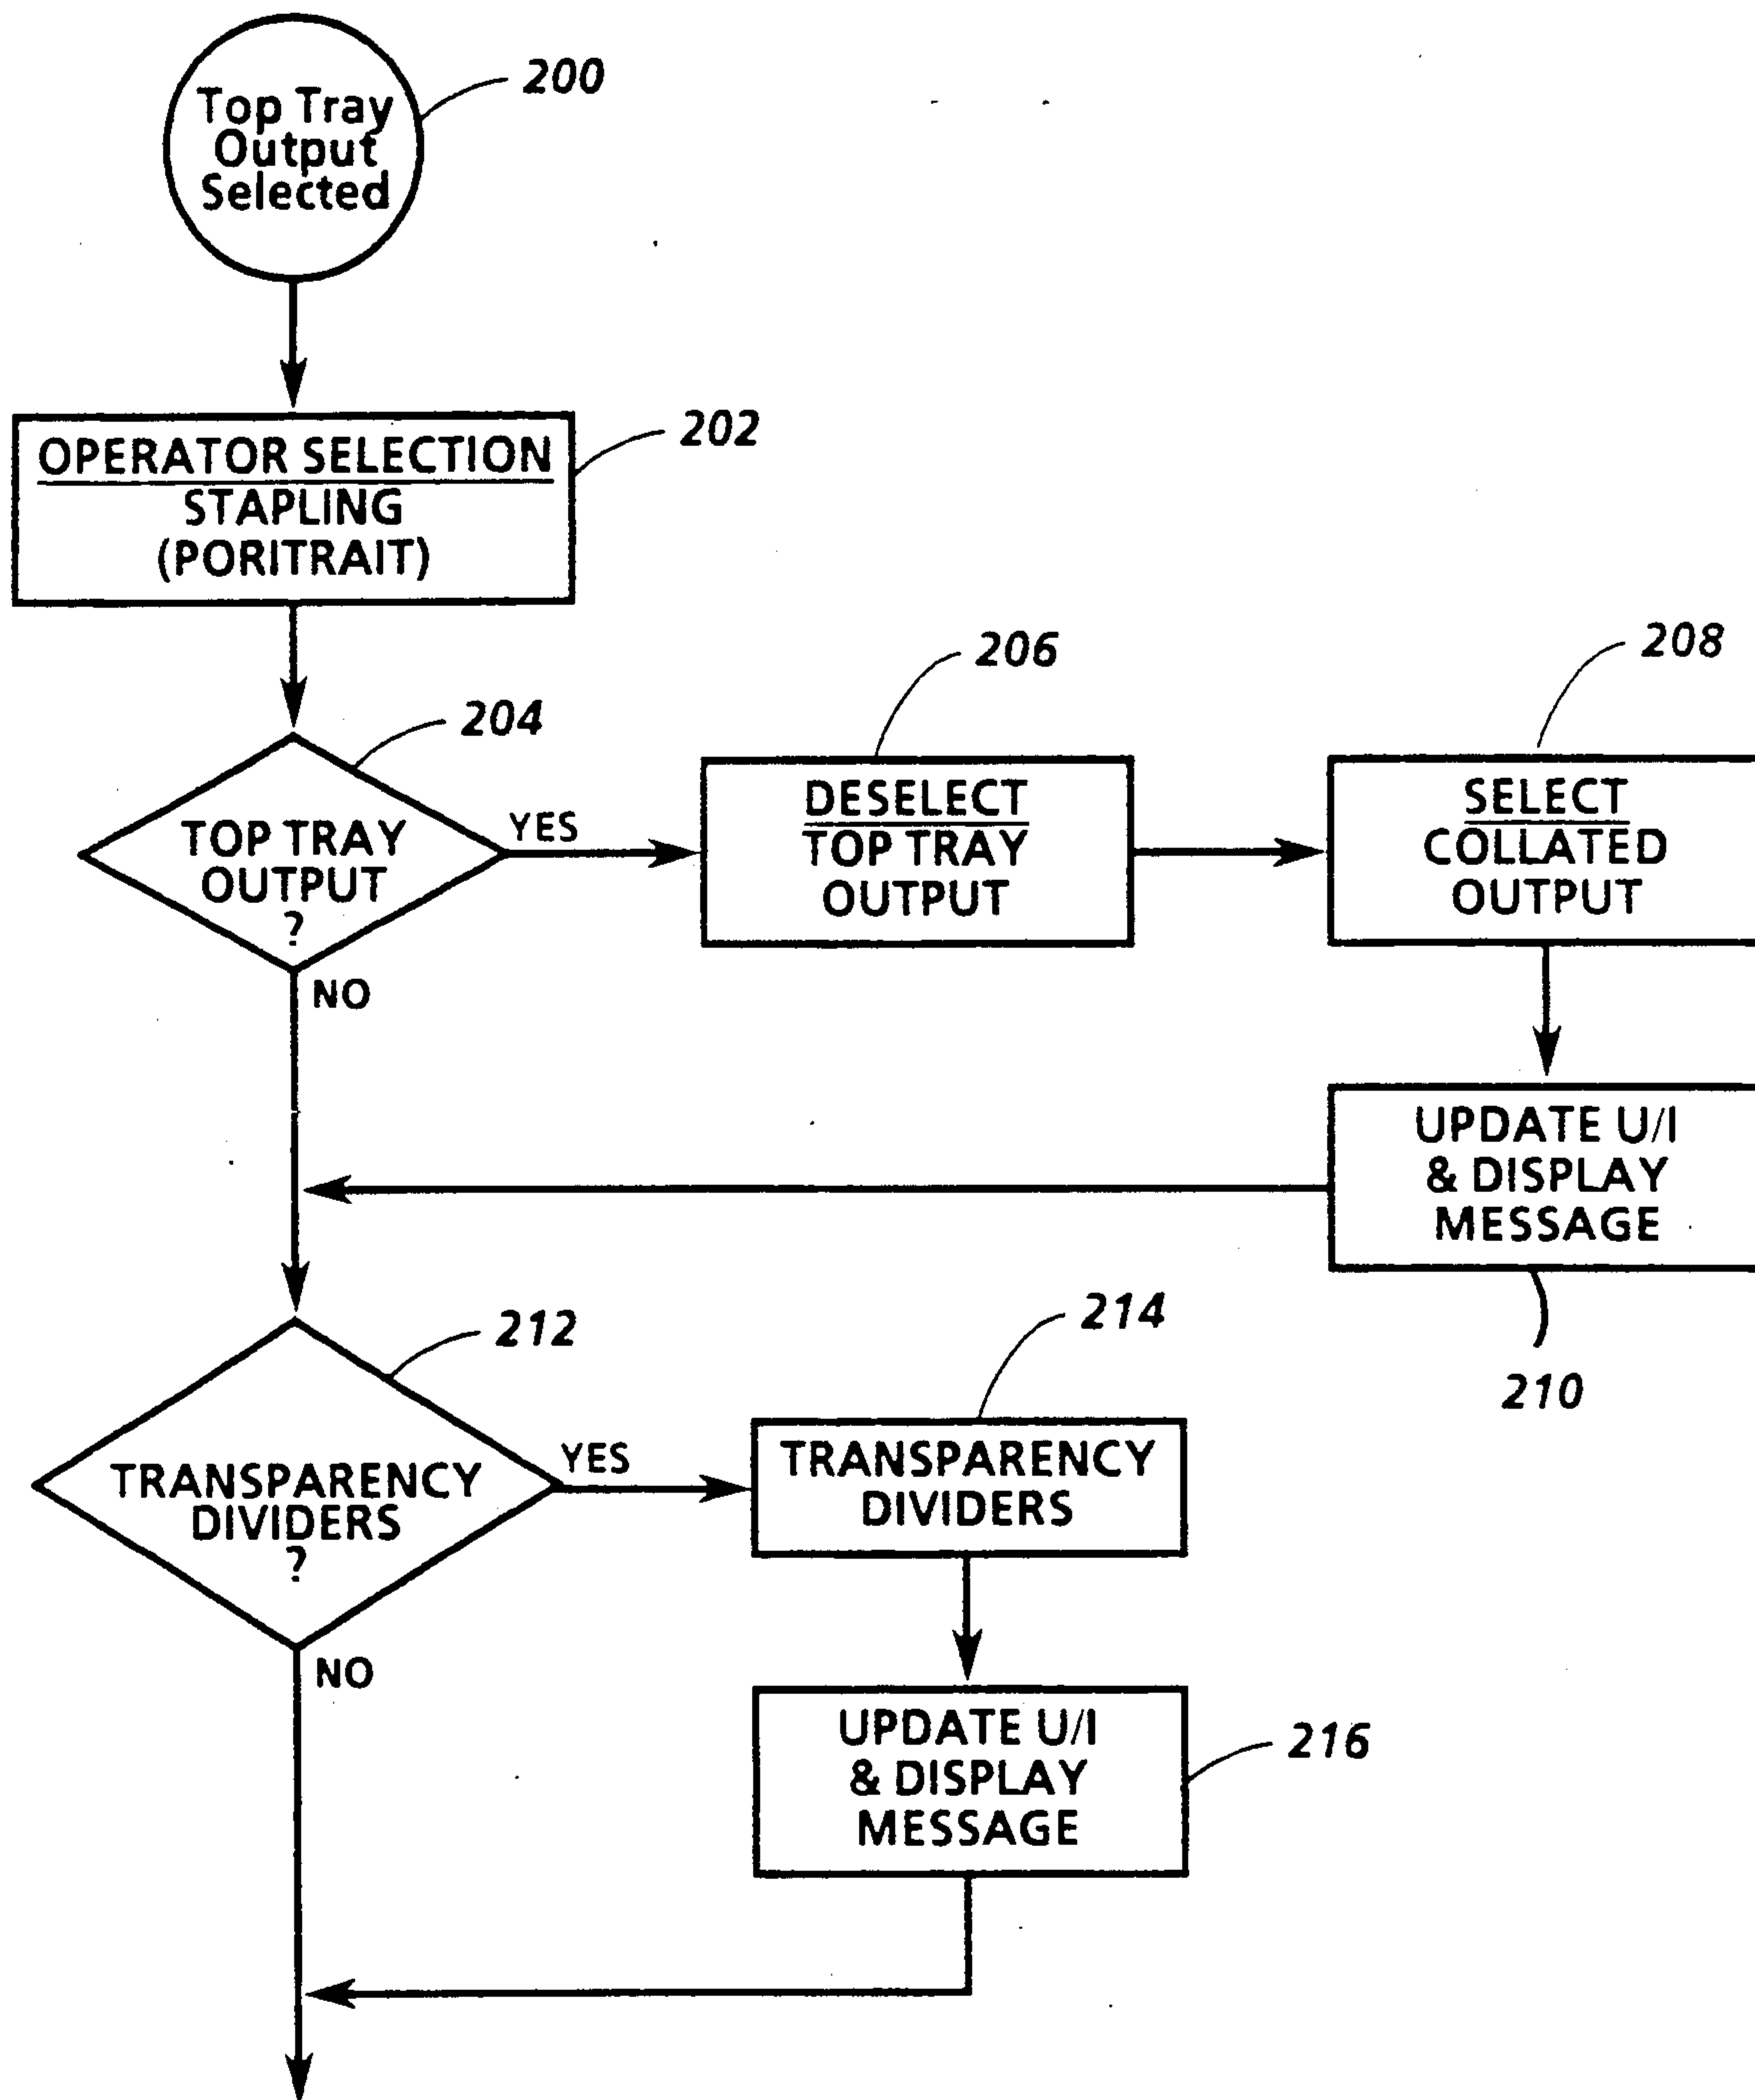 200
Top Tray
Output
Selected
202
OPERATOR SELECTION
STAPLING
(PORITRAIT)
204
TOP TRAY
OUTPUT
?
YES
NO
206
DESELECT
TOP TRAY
OUTPUT
208
SELECT
COLLATED
OUTPUT
UPDATE U/I
& DISPLAY
MESSAGE
210
212
TRANSPARENCY
DIVIDERS
?
YES
NO
214
TRANSPARENCY
DIVIDERS
UPDATE U/I
& DISPLAY
MESSAGE
216